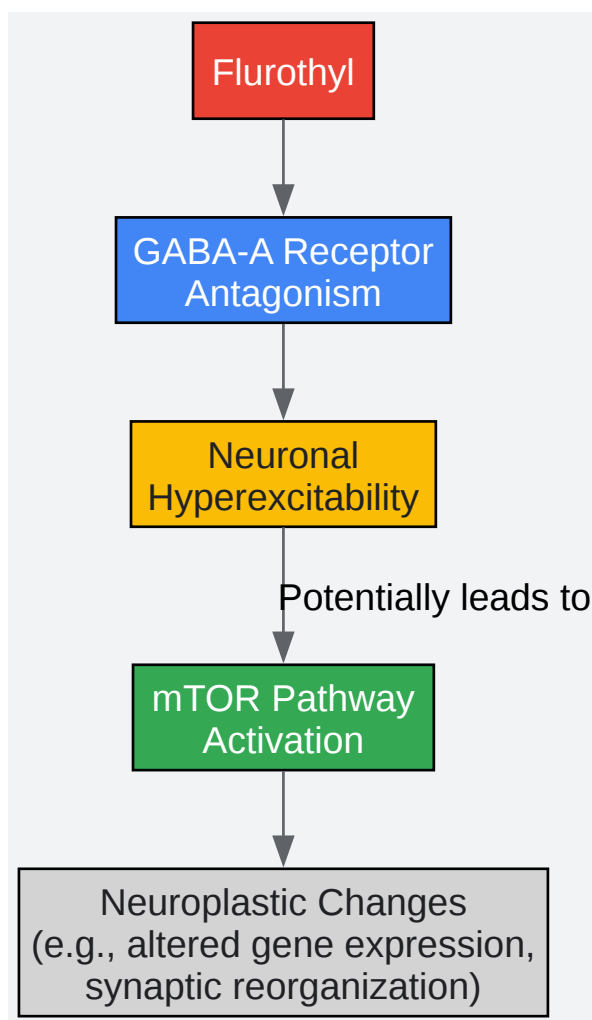 Flurothyl
GABA-A Receptor
Antagonism
Neuronal
Hyperexcitability
Potentially leads to
mTOR Pathway
Activation
Neuroplastic Changes
(e.g., altered gene expression,
synaptic reorganization)